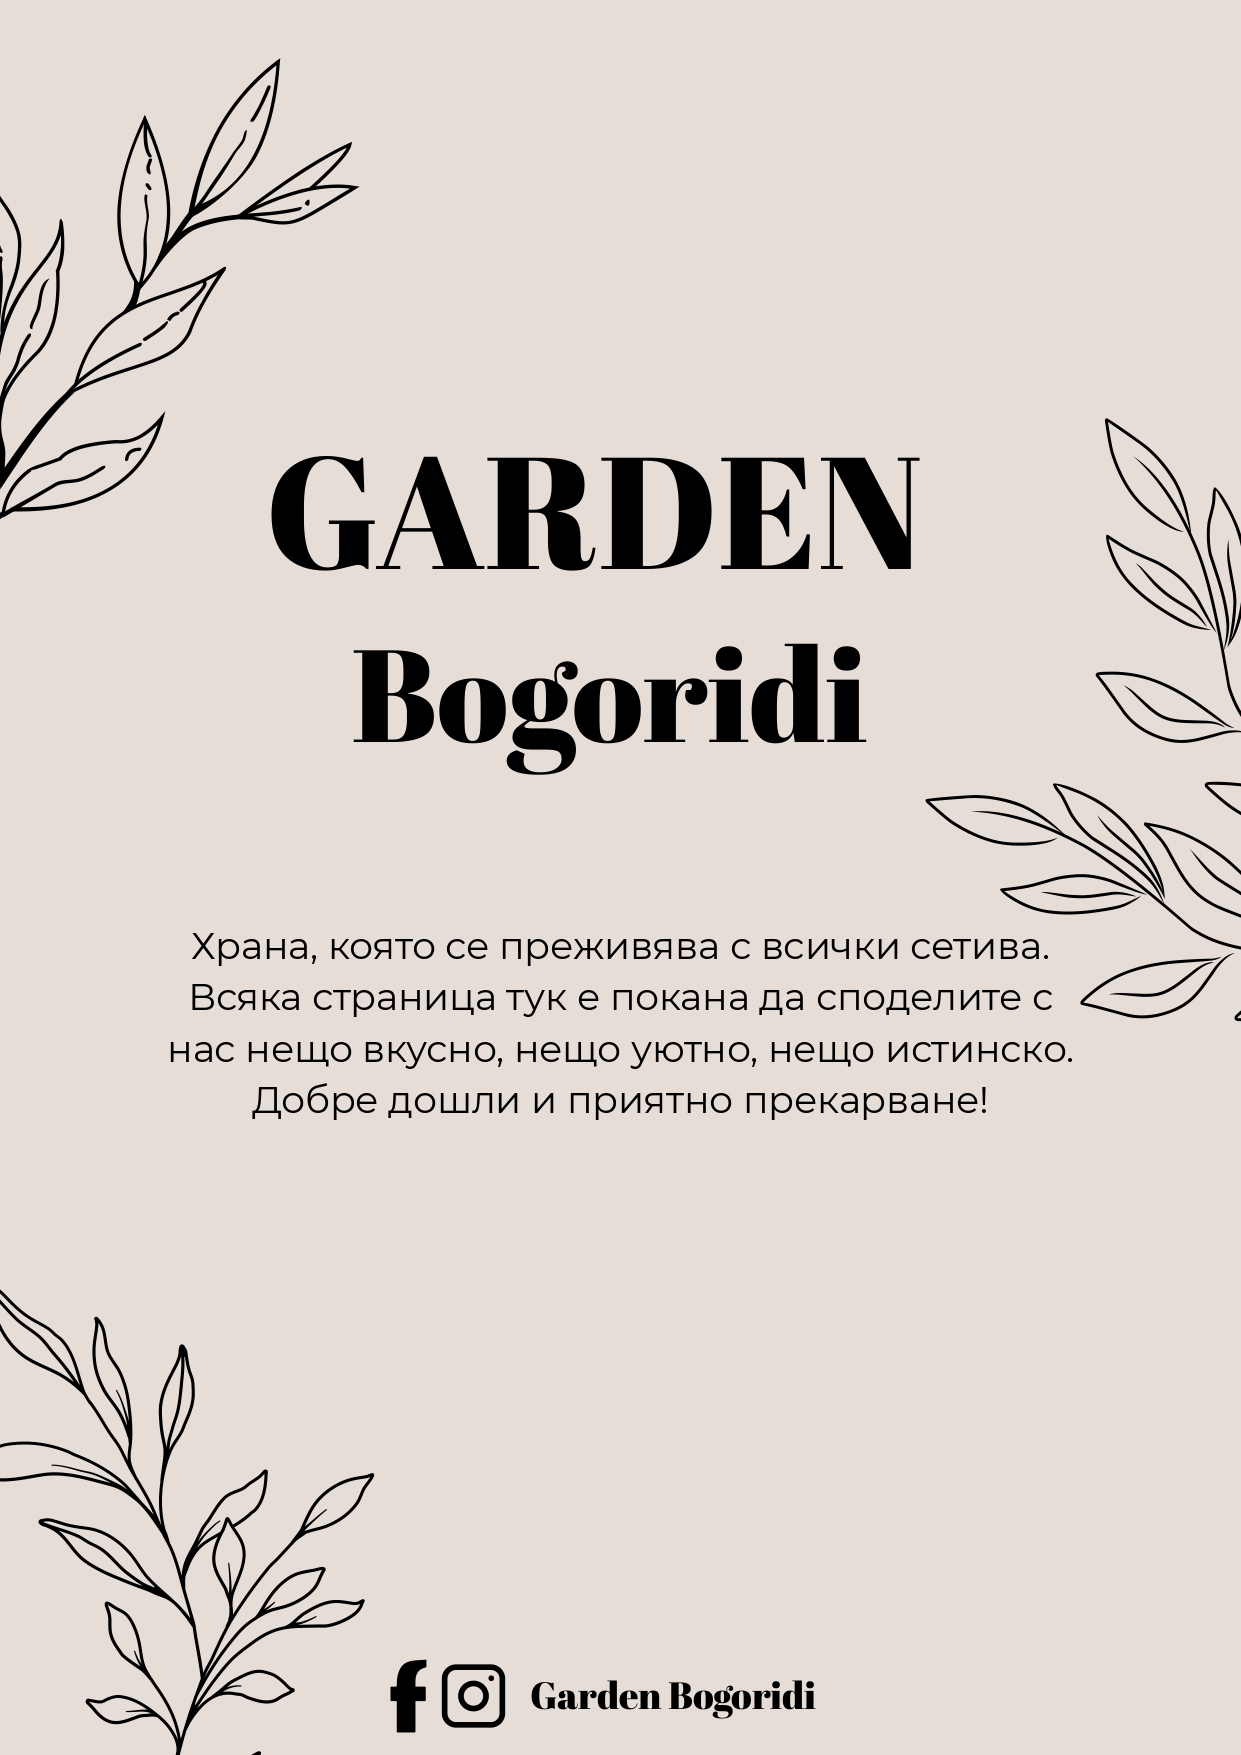 GARDEN
Bogoridi
Храна, която се преживява с всички сетива.
Всяка страница тук е покана да споделите с
нас нещо вкусно, нещо уютно, нещо истинско.
Добре дошли и приятно прекарване!
Garden Bogoridi